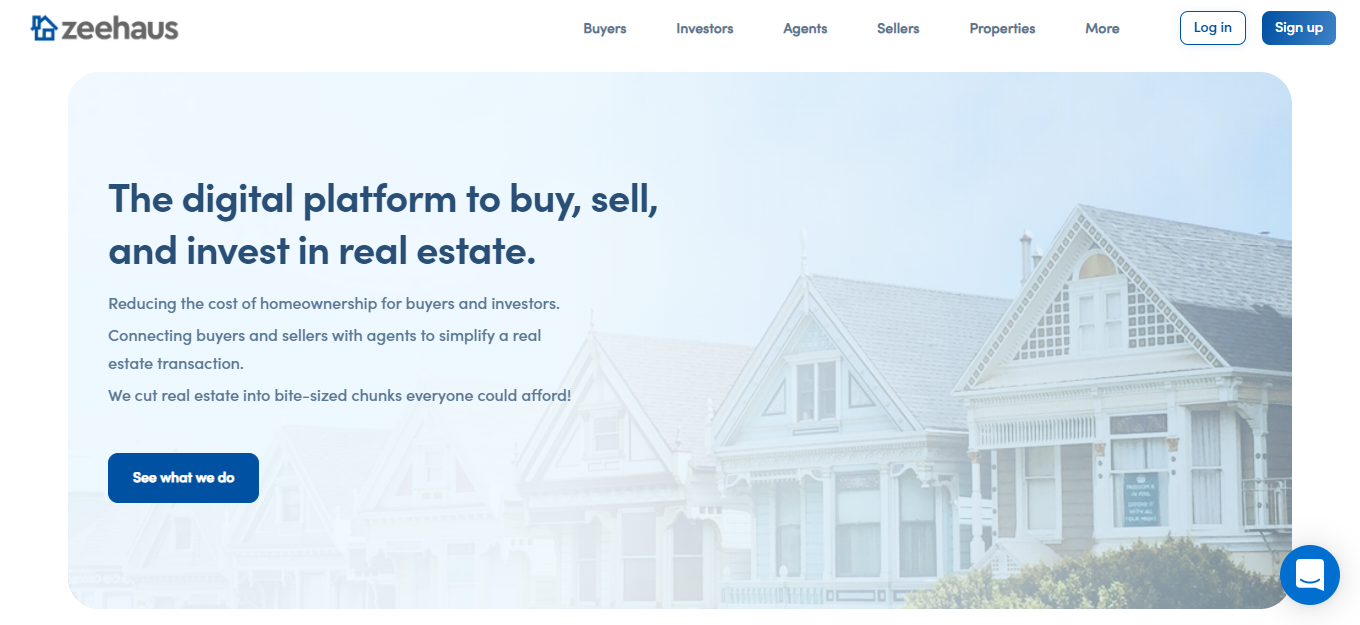 zeehaus
Buyers
Investors
Agents
Sellers
Properties
More
Log in
Sign up
The digital platform to buy, sell,
and invest in real estate.
Reducing the cost of homeownership for buyers and investors.
Connecting buyers and sellers with agents to simplify a real
estate transaction.
We cut real estate into bite-sized chunks everyone could afford!
See what we do